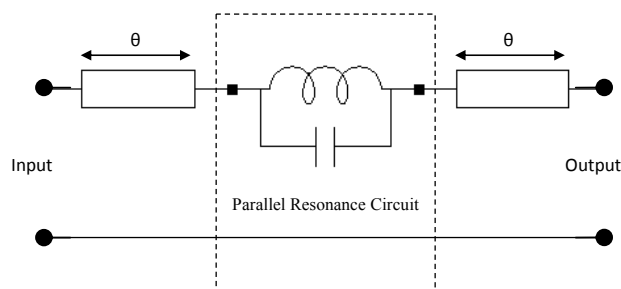 θ
θ
Input
Output
Parallel Resonance Circuit